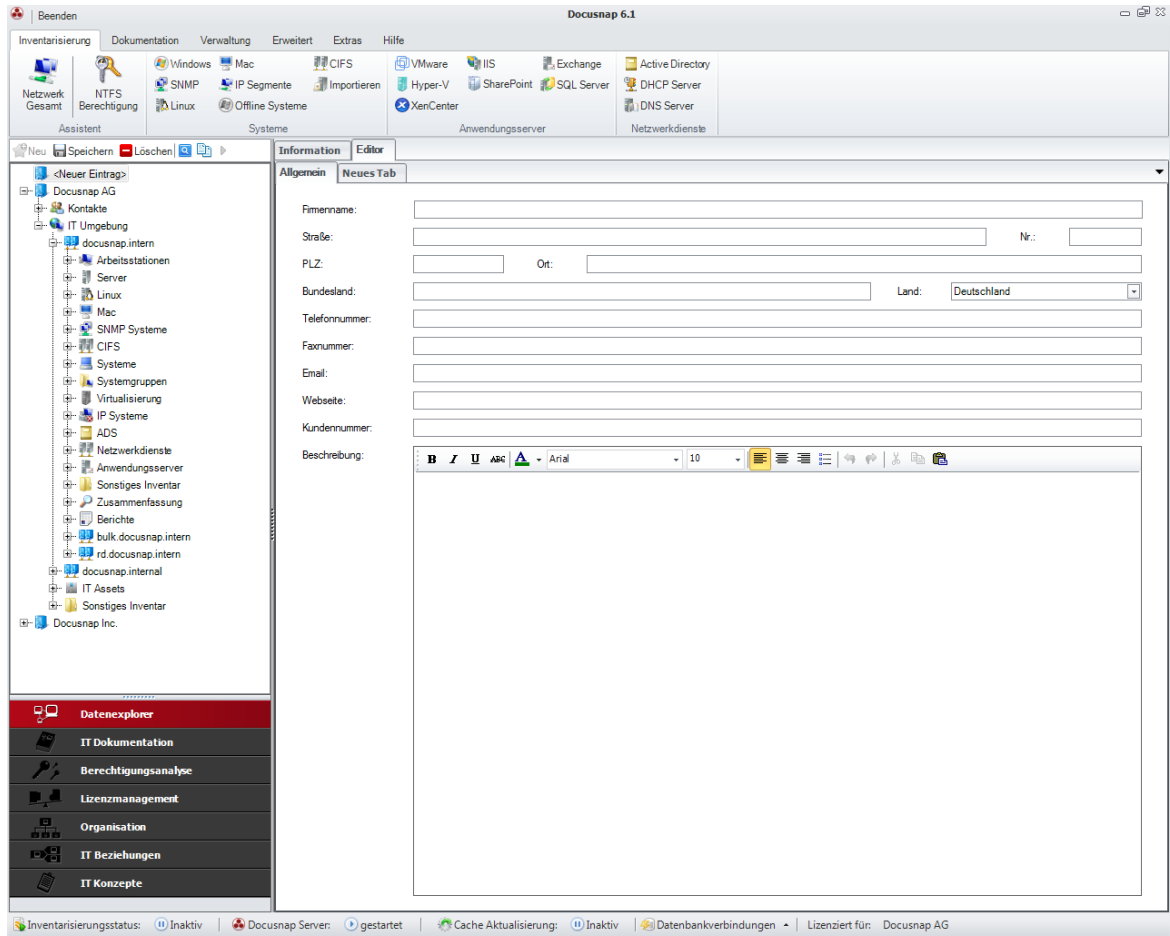 Beenden
Docusnap 6.1
Inventarisierung Dokumentation Verwaltung Erweitert Extras Hilfe
Netzwerk Gesamt
NTFS Berechtigung
Assistent
Windows Mac CIFS
SNMP IP Segmente Importieren
Linux Offline Systeme
Systeme
VMware IIS Exchange
Hyper-V SharePoint SQL Server
XenCenter
Anwendungsserver
Active Directory
DHCP Server
DNS Server
Netzwerkdienste
Neu Speichern Löschen
<Neuer Eintrag>
Docusnap AG
Kontakte
IT Umgebung
docusnap.intern
Arbeitsstationen
Server
Linux
Mac
SNMP Systeme
CIFS
Systeme
Systemgruppen
Virtualisierung
IP Systeme
ADS
Netzwerkdienste
Anwendungsserver
Sonstiges Inventar
Zusammenfassung
Berichte
bulk.docusnap.intern
rd.docusnap.intern
docusnap.internal
IT Assets
Sonstiges Inventar
Docusnap Inc.
Datenexplorer
IT Dokumentation
Berechtigungsanalyse
Lizenzmanagement
Organisation
IT Beziehungen
IT Konzepte
Information Editor
Allgemein Neues Tab
Firmenname:
Straße: Nr.:
PLZ: Ort:
Bundesland: Land: Deutschland
Telefonnummer:
Faxnummer:
Email:
Webseite:
Kundennummer:
Beschreibung:
B I U ABC A Arial 10
Inventarisierungsstatus: Inaktiv Docusnap Server: gestartet Cache Aktualisierung: Inaktiv Datenbankverbindungen Lizenziert für: Docusnap AG